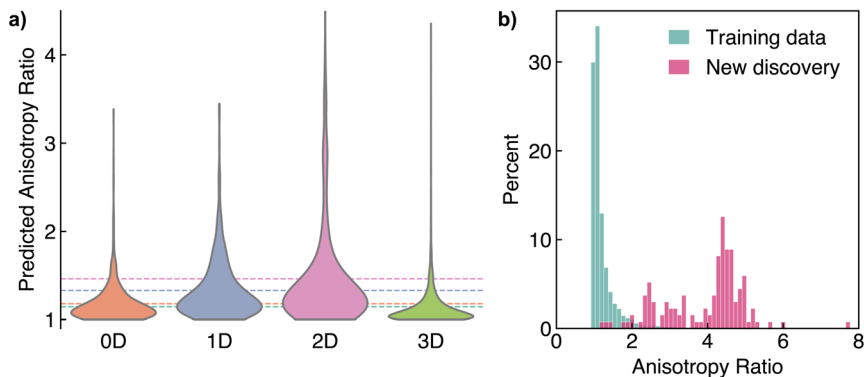 a)
Predicted Anisotropy Ratio
4
3
2
1
0D 1D 2D 3D
b)
Percent
30
20
10
0
Training data
New discovery
0 2 4 6 8
Anisotropy Ratio